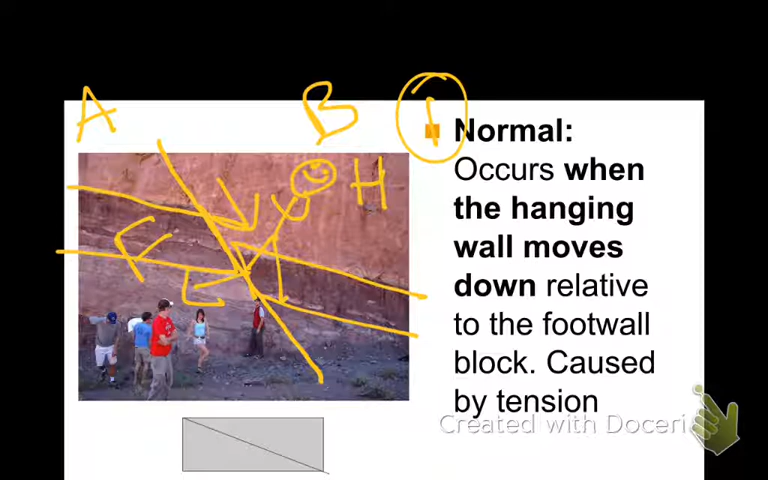 A
B
1
Normal:
Occurs when
the hanging
wall moves
down relative
to the footwall
block. Caused
by tension
H
F
Created with Doceri